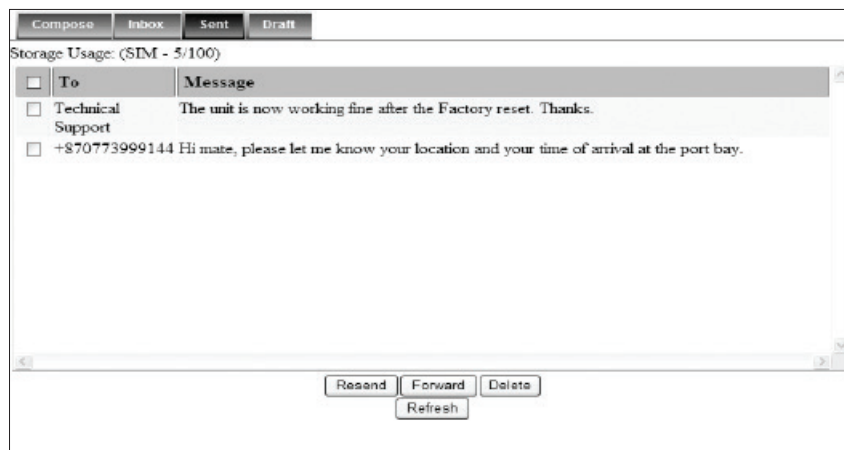 Compose Inbox Sent Draft
Storage Usage: (SIM - 5/100)
To Message
Technical Support The unit is now working fine after the Factory reset. Thanks.
+870773999144 Hi mate, please let me know your location and your time of arrival at the port bay.
Resend Forward Delete
Refresh